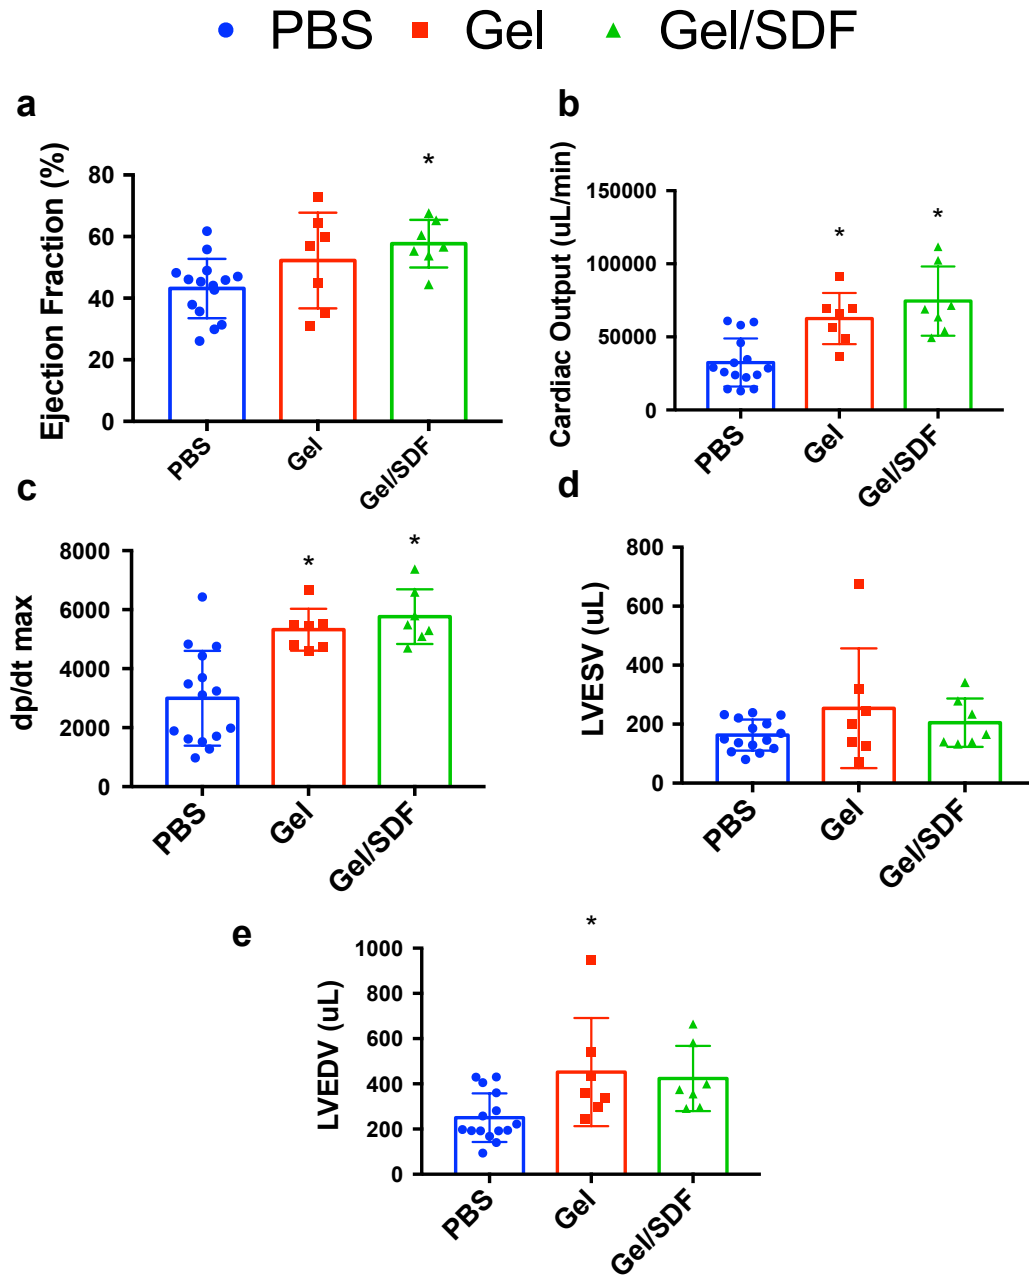 PBS Gel Gel/SDF
a
Ejection Fraction (%)
80
60
40
20
0
*
PBS Gel Gel/SDF
b
Cardiac Output (uL/min)
150000
100000
50000
0
* *
PBS Gel Gel/SDF
c
dp/dt max
8000
6000
4000
2000
0
* *
PBS Gel Gel/SDF
d
LVESV (uL)
800
600
400
200
0
PBS Gel Gel/SDF
e
LVEDV (uL)
1000
800
600
400
200
0
*
PBS Gel Gel/SDF